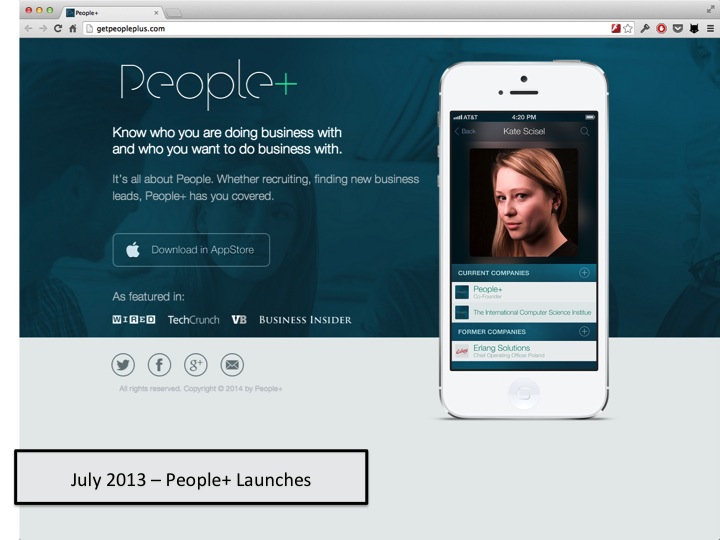 People+
getpeopleplus.com
People+
Know who you are doing business with
and who you want to do business with.
It's all about People. Whether recruiting, finding new business
leads, People+ has you covered.
Download in AppStore
As featured in:
WIRED TechCrunch VB BUSINESS INSIDER
All rights reserved. Copyright © 2014 by People+
AT&T 4:20 PM
Back Kate Scisel
CURRENT COMPANIES
People+
Co-Founder
The International Computer Science Institue
FORMER COMPANIES
Erlang Solutions
Chief Operating Officer Poland
July 2013 – People+ Launches